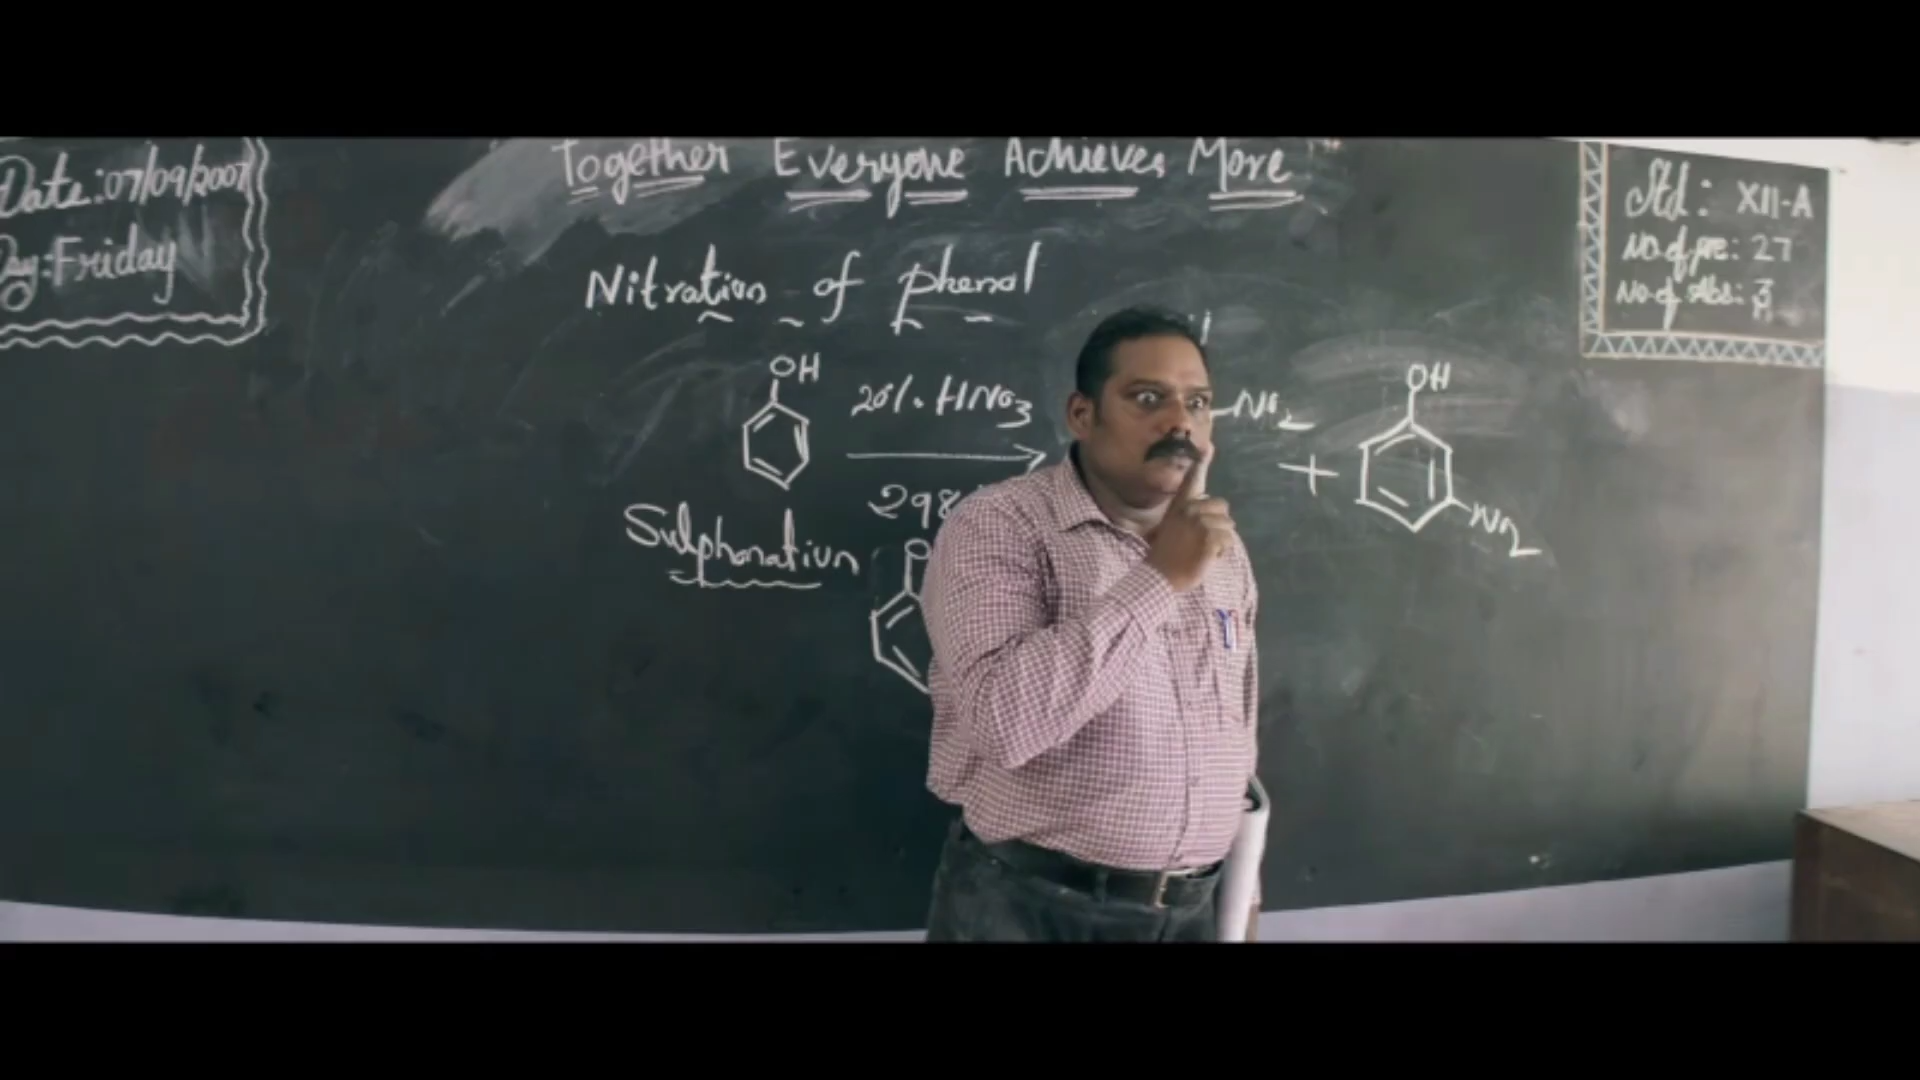 Date:07/09/2007
Day:Friday
Together Everyone Achieves More
Std: XII-A
No of pre: 27
No of Abs: 3
Nitration of phenol
OH
20%. HNO3
298
NO2
+
OH
NO2
Sulphonation